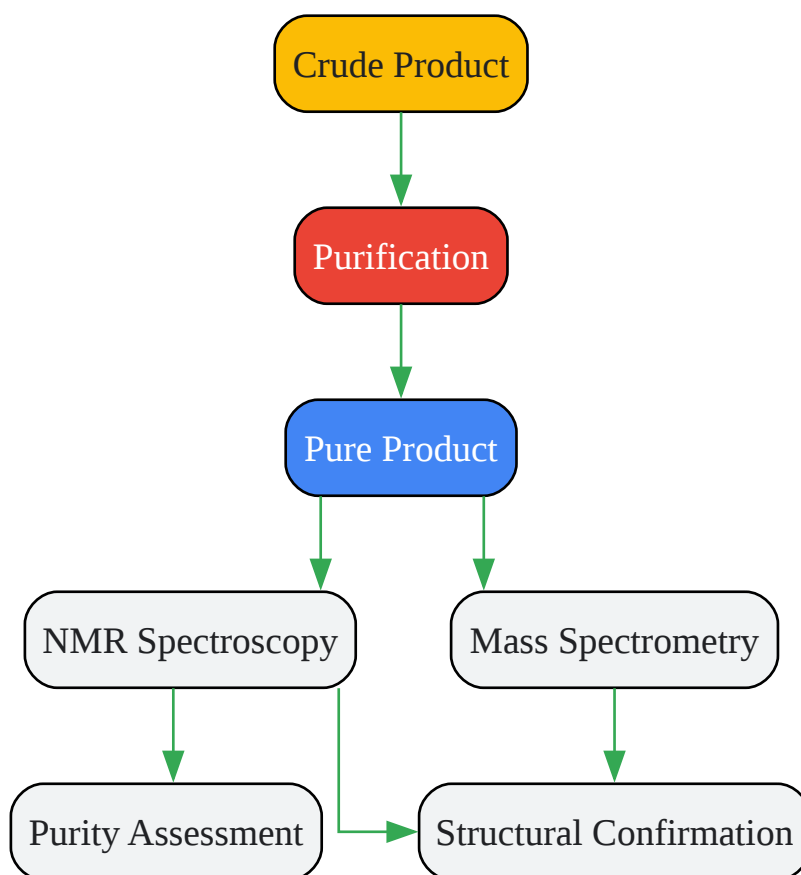 Crude Product
Purification
Pure Product
NMR Spectroscopy
Mass Spectrometry
Purity Assessment
Structural Confirmation